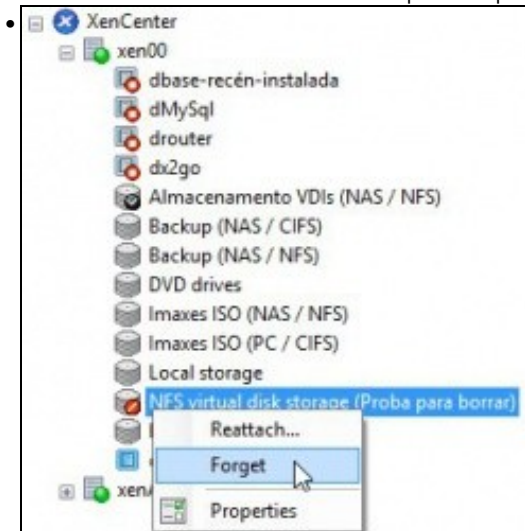 XenCenter
xen00
dbase-recén-instalada
dMySql
drouter
dx2go
Almacenamento VDIs (NAS / NFS)
Backup (NAS / CIFS)
Backup (NAS / NFS)
DVD drives
Imaxes ISO (NAS / NFS)
Imaxes ISO (PC / CIFS)
Local storage
NFS virtual disk storage (Proba para borrar)
Reattach...
Forget
Properties